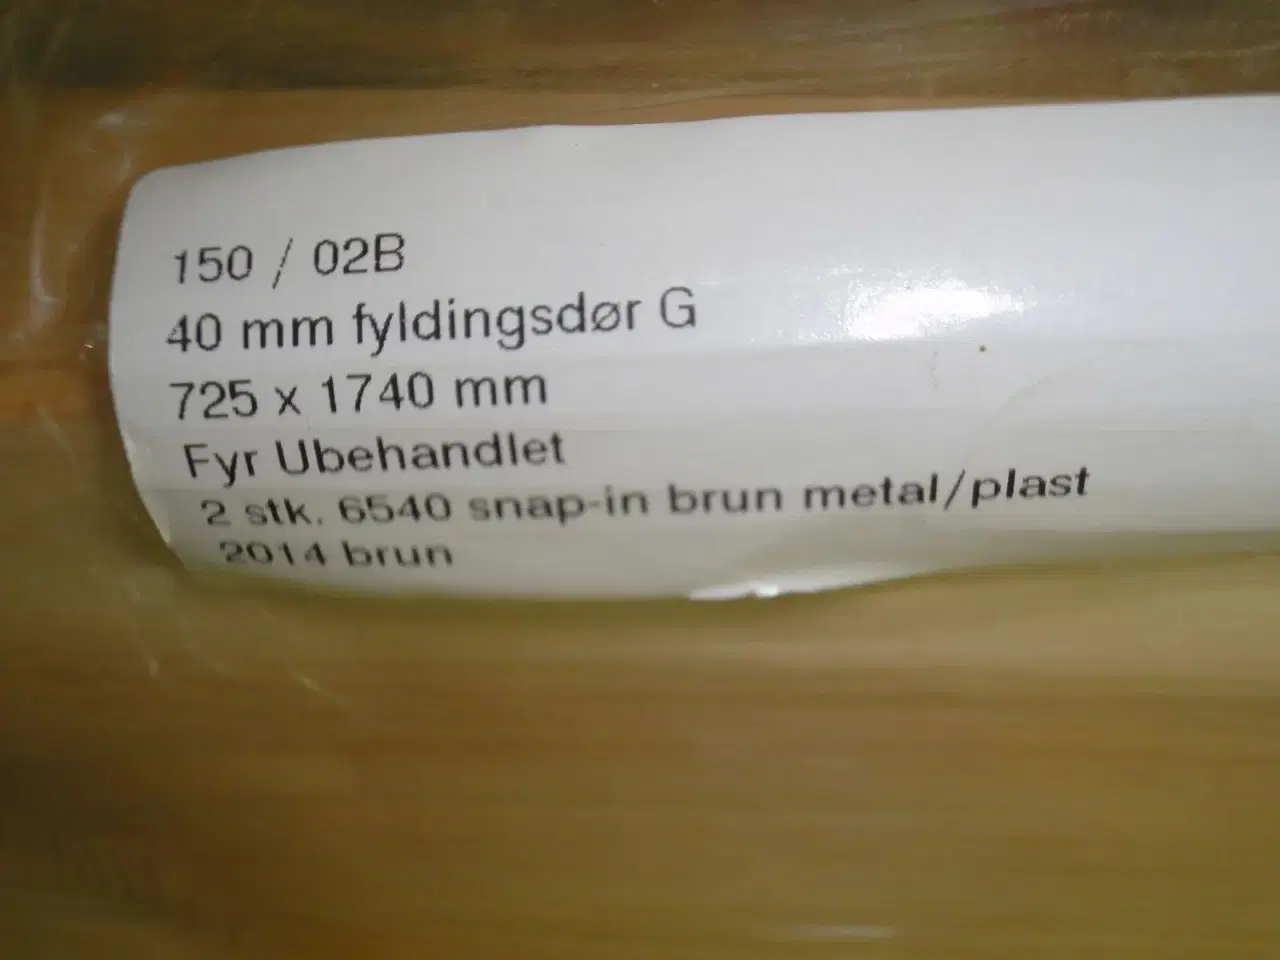 150 / 02B
40 mm fyldingsdør G
725 x 1740 mm
Fyr Ubehandlet
2 stk. 6540 snap-in brun metal/plast
2014 brun